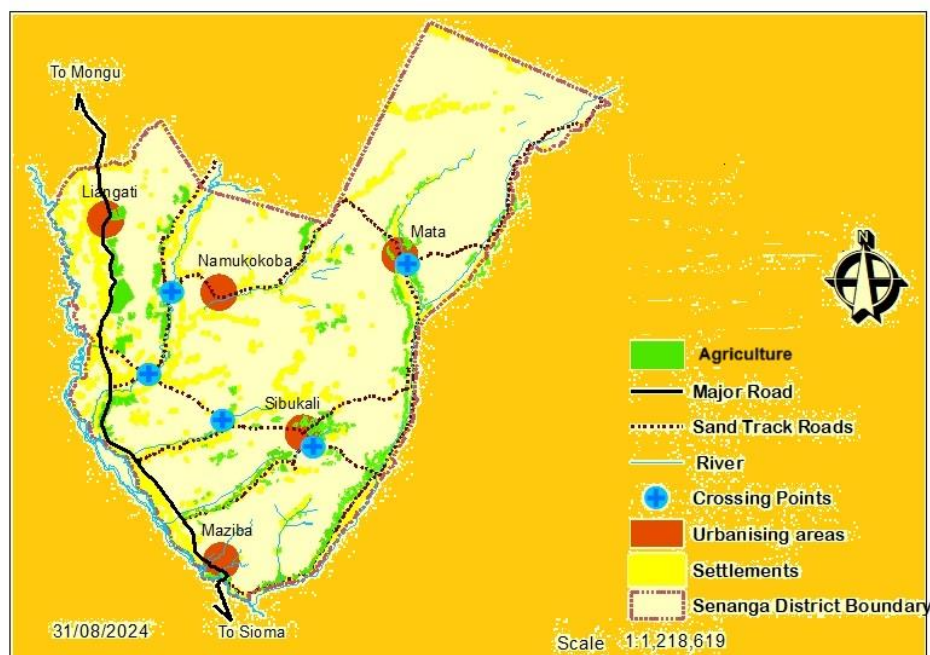 To Mongu
Liangati
Mata
Namukokoba
N
Agriculture
Major Road
Sibukali
Sand Track Roads
River
Crossing Points
Maziba
Urbanising areas
Settlements
Senanga District Boundary
31/08/2024
To Sioma
Scale 1:1,218,619